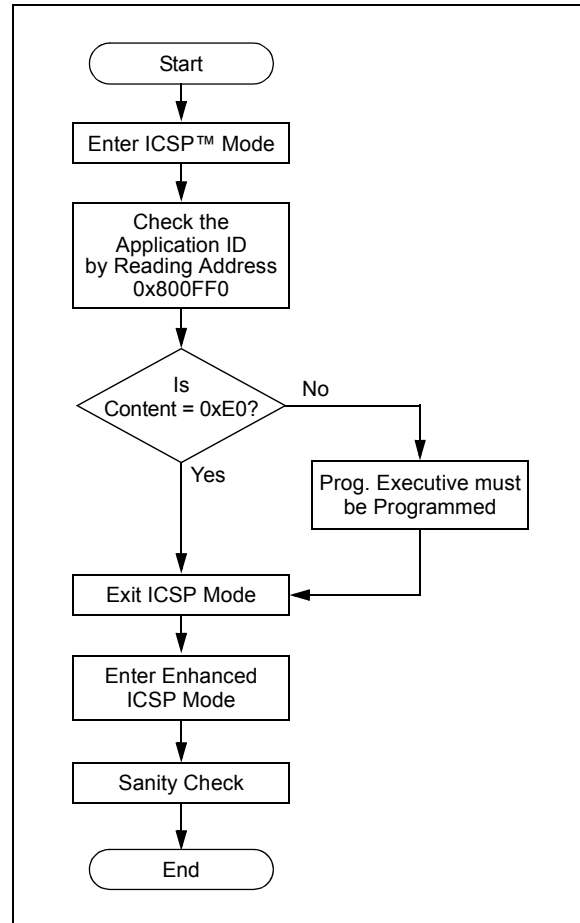 Start
Enter ICSP™ Mode
Check the
Application ID
by Reading Address
0x800FF0
Is
Content = 0xE0?
No
Yes
Prog. Executive must
be Programmed
Exit ICSP Mode
Enter Enhanced
ICSP Mode
Sanity Check
End